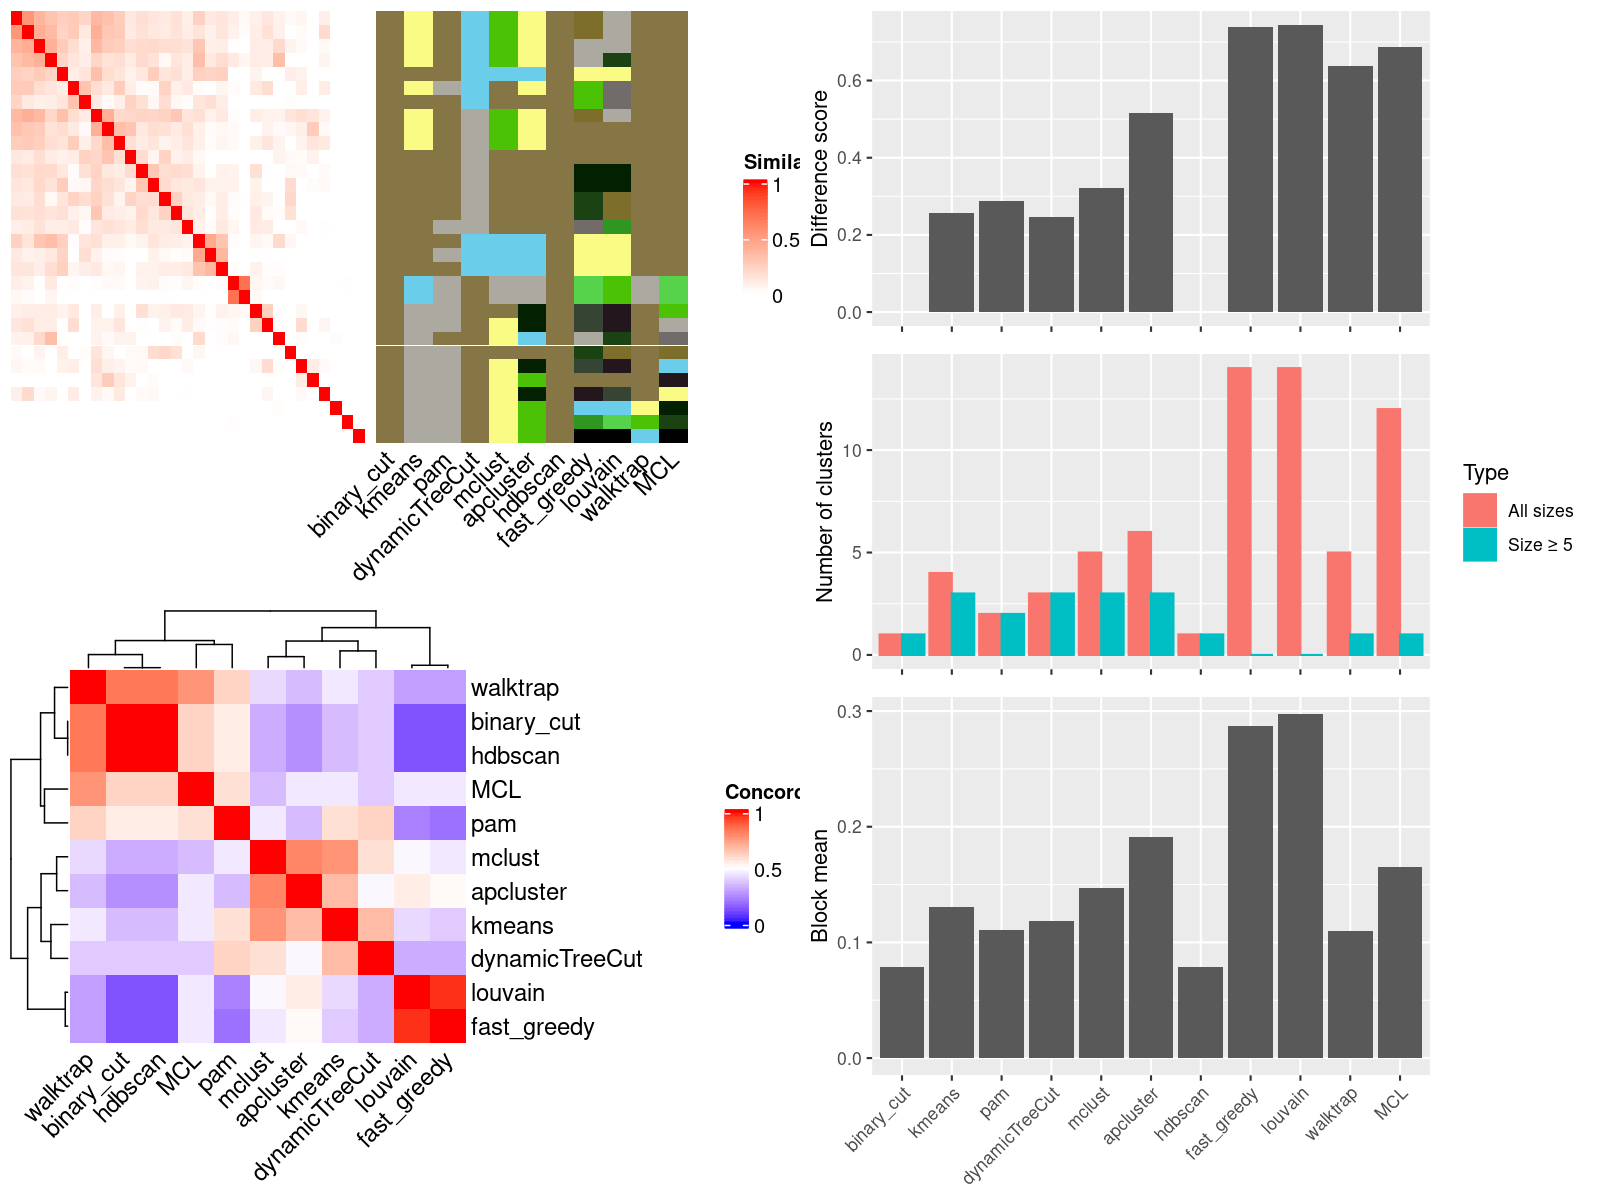 Simila
1
0.5
0
binary_cut
kmeans
pam
dynamicTreeCut
mclust
apcluster
hdbscan
fast_greedy
louvain
walktrap
MCL
walktrap
binary_cut
hdbscan
MCL
pam
mclust
apcluster
kmeans
dynamicTreeCut
louvain
fast_greedy
walktrap
binary_cut
hdbscan
MCL
pam
mclust
apcluster
kmeans
dynamicTreeCut
louvain
fast_greedy
Concord
1
0.5
0
Difference score
0.6
0.4
0.2
0.0
Number of clusters
10
5
0
Type
All sizes
Size ≥ 5
Block mean
0.3
0.2
0.1
0.0
binary_cut
kmeans
pam
dynamicTreeCut
mclust
apcluster
hdbscan
fast_greedy
louvain
walktrap
MCL